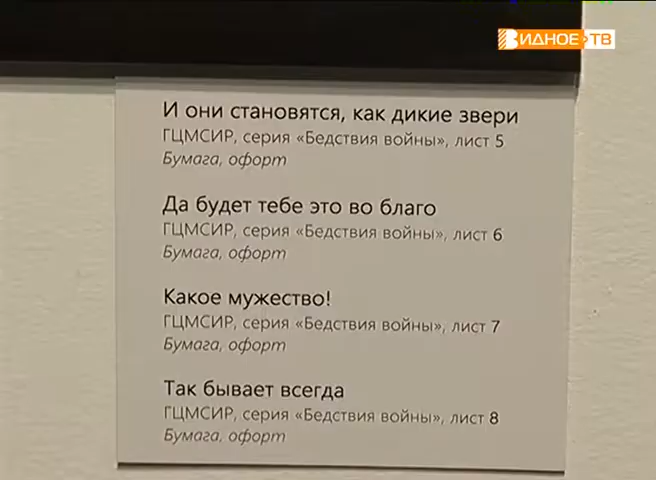 ВИДНОЕ ТВ
И они становятся, как дикие звери
ГЦМСИР, серия «Бедствия войны», лист 5
Бумага, офорт
Да будет тебе это во благо
ГЦМСИР, серия «Бедствия войны», лист 6
Бумага, офорт
Какое мужество!
ГЦМСИР, серия «Бедствия войны», лист 7
Бумага, офорт
Так бывает всегда
ГЦМСИР, серия «Бедствия войны», лист 8
Бумага, офорт